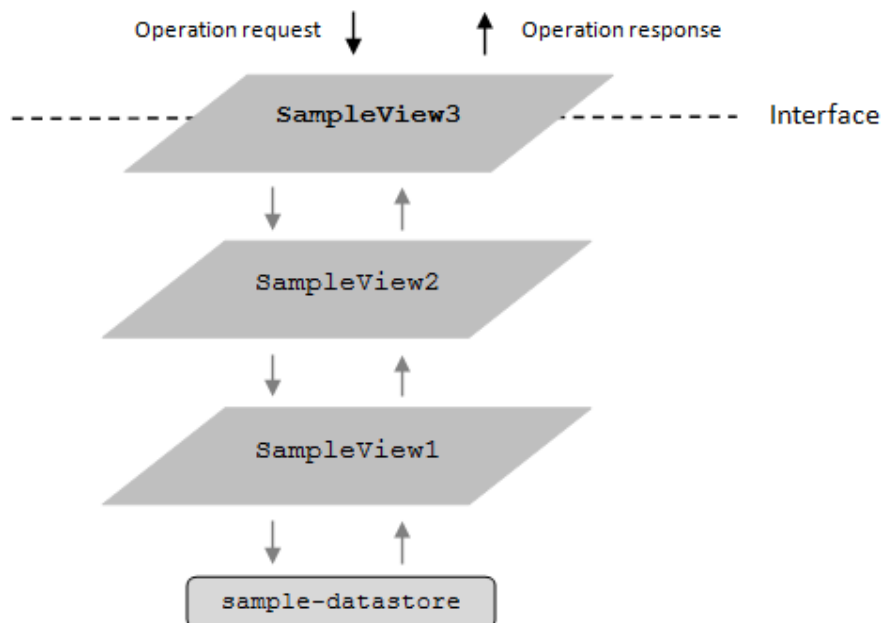 Operation request
Operation response
SampleView3
Interface
SampleView2
SampleView1
sample-datastore